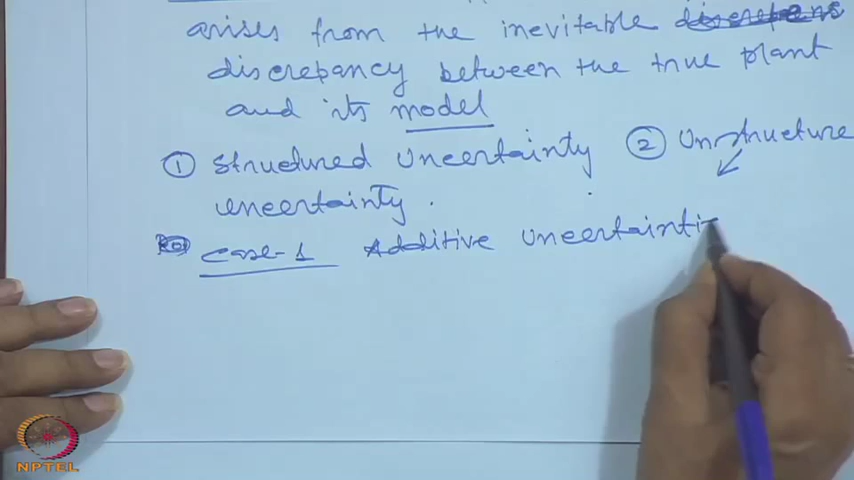 arises from the inevitable
discrepancy between the true plant
and its model
① Structured Uncertainty ② Unstructure
uncertainty.
Case-1 Additive Uncertainti
NPTEL